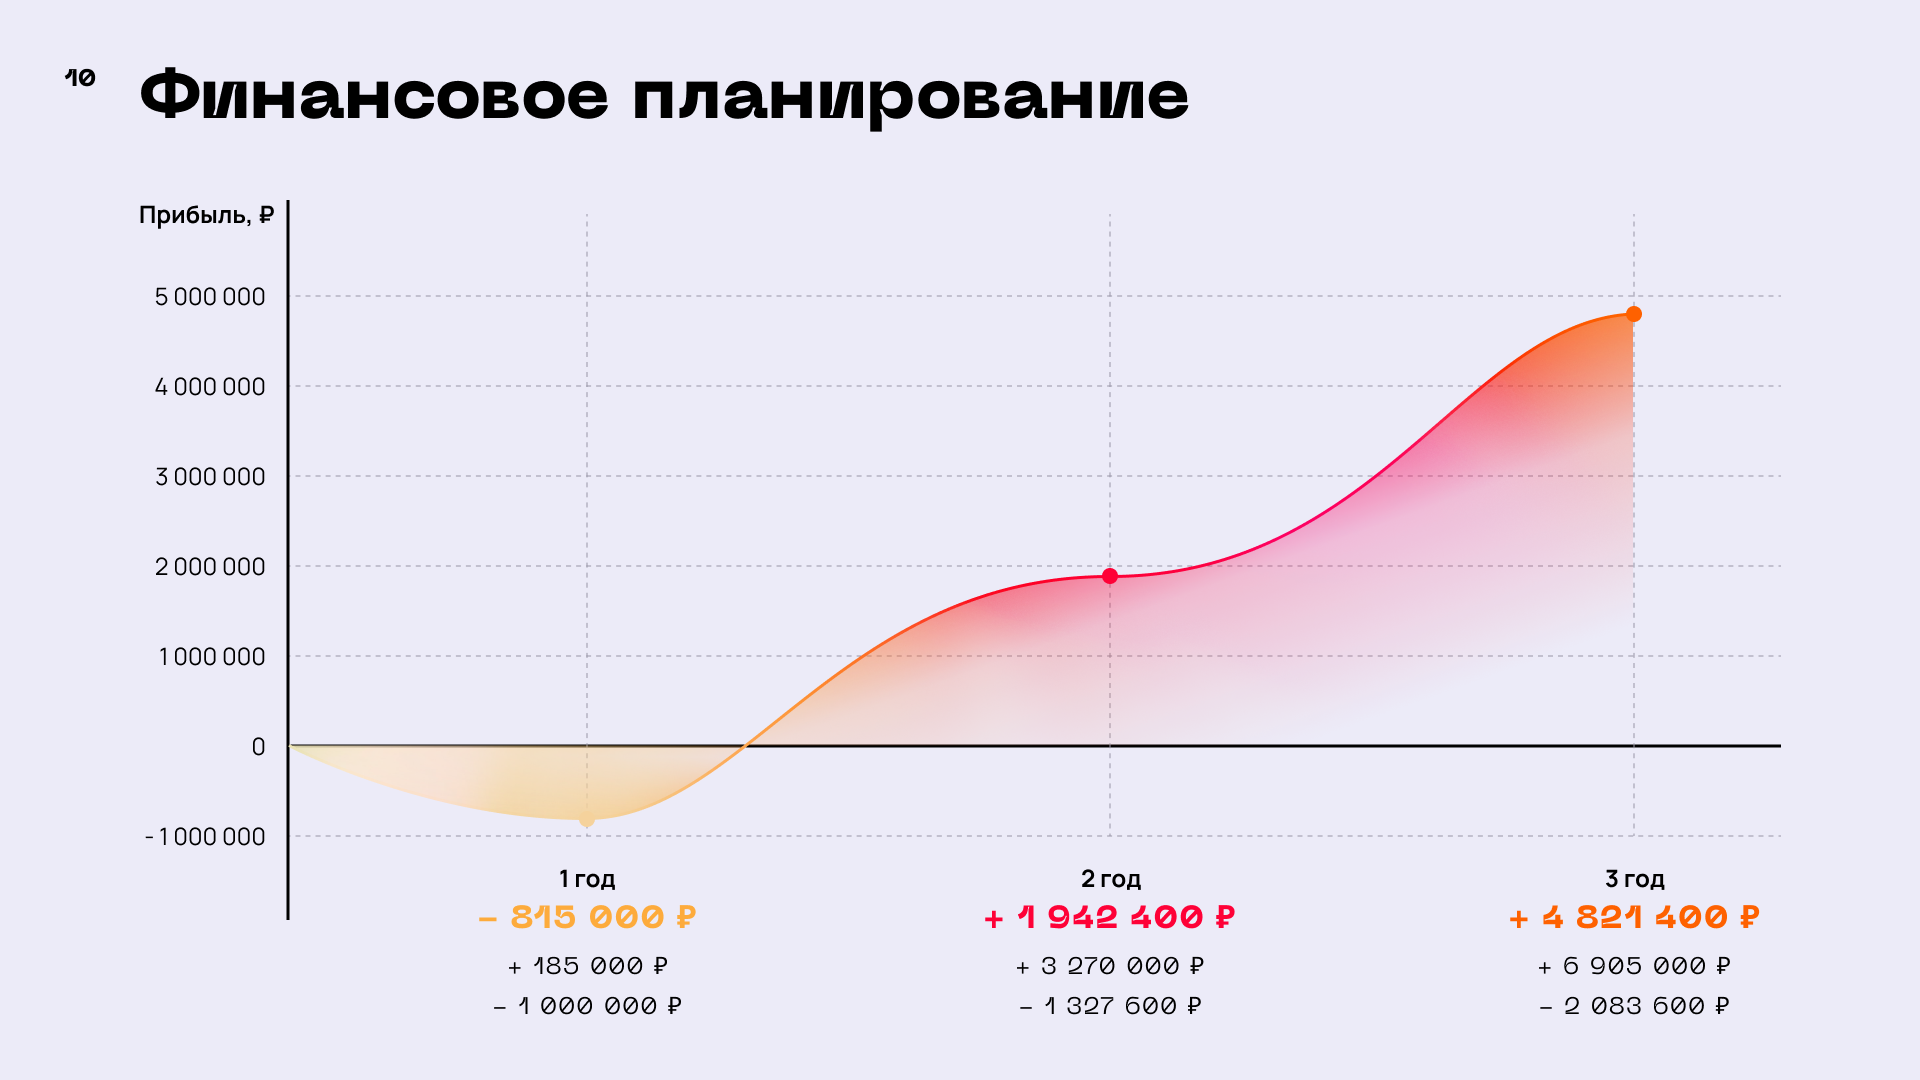 10
Финансовое планирование
Прибыль, ₽
5 000 000
4 000 000
3 000 000
2 000 000
1 000 000
0
- 1 000 000
1 год
2 год
3 год
– 815 000 ₽
+ 1 942 400 ₽
+ 4 821 400 ₽
+ 185 000 ₽
+ 3 270 000 ₽
+ 6 905 000 ₽
– 1 000 000 ₽
– 1 327 600 ₽
– 2 083 600 ₽